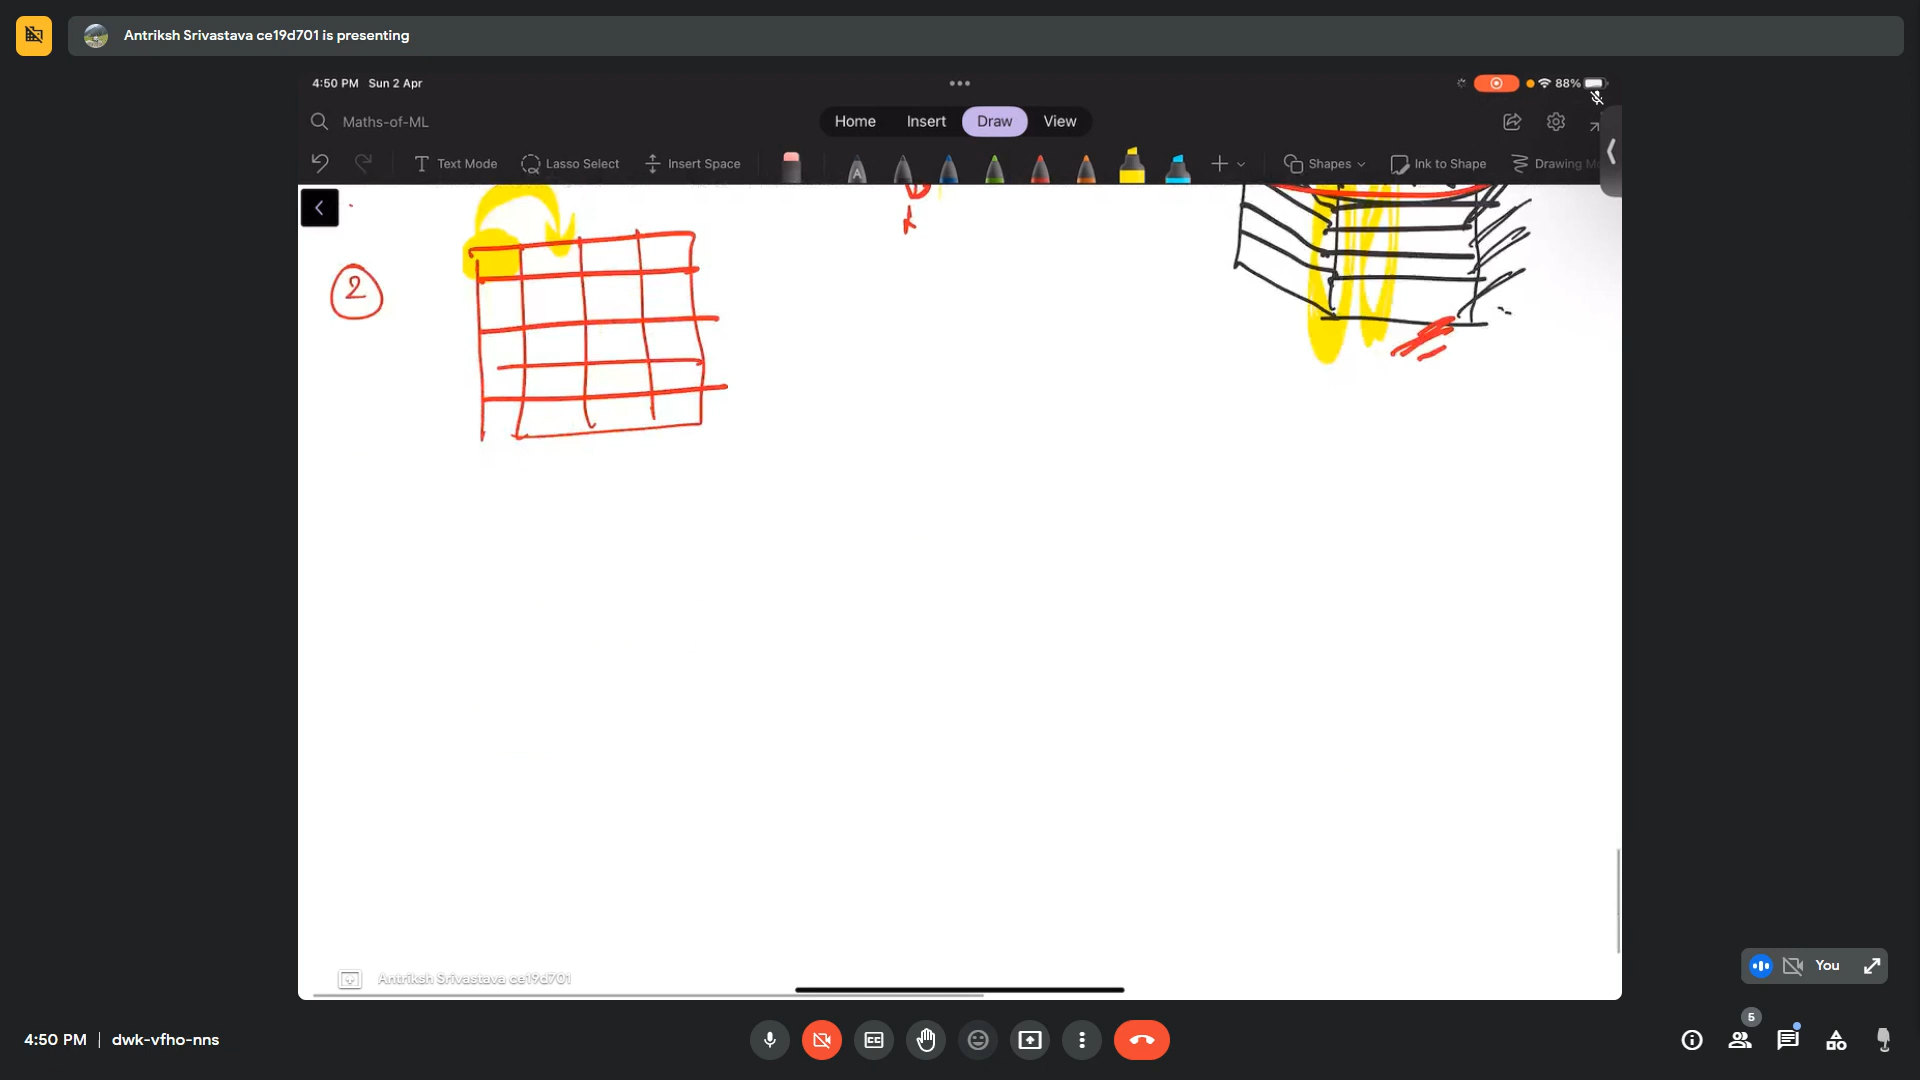 Antriksh Srivastava ce19d701 is presenting
4:50 PM Sun 2 Apr
88%
Maths-of-ML
Home Insert Draw View
Text Mode Lasso Select Insert Space A Shapes Ink to Shape Drawing
2
Antriksh Srivastava ce19d701
You
5
4:50 PM | dwk-vfho-nns
CC